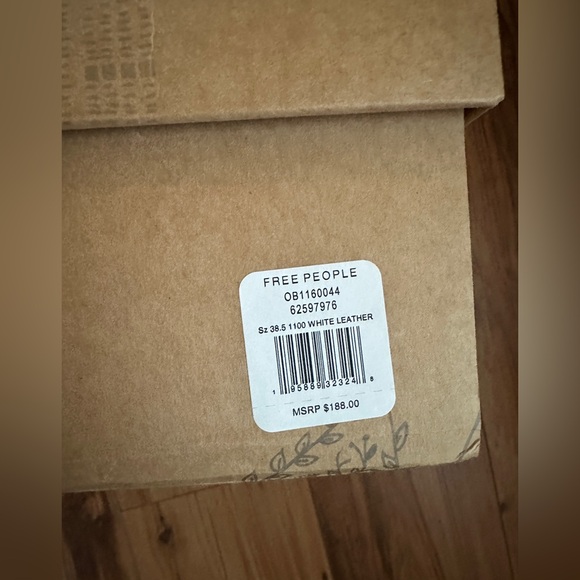 FREE PEOPLE
OB1160044
62597976
Sz 38.5 1100 WHITE LEATHER
1 95889 32324 8
MSRP $188.00